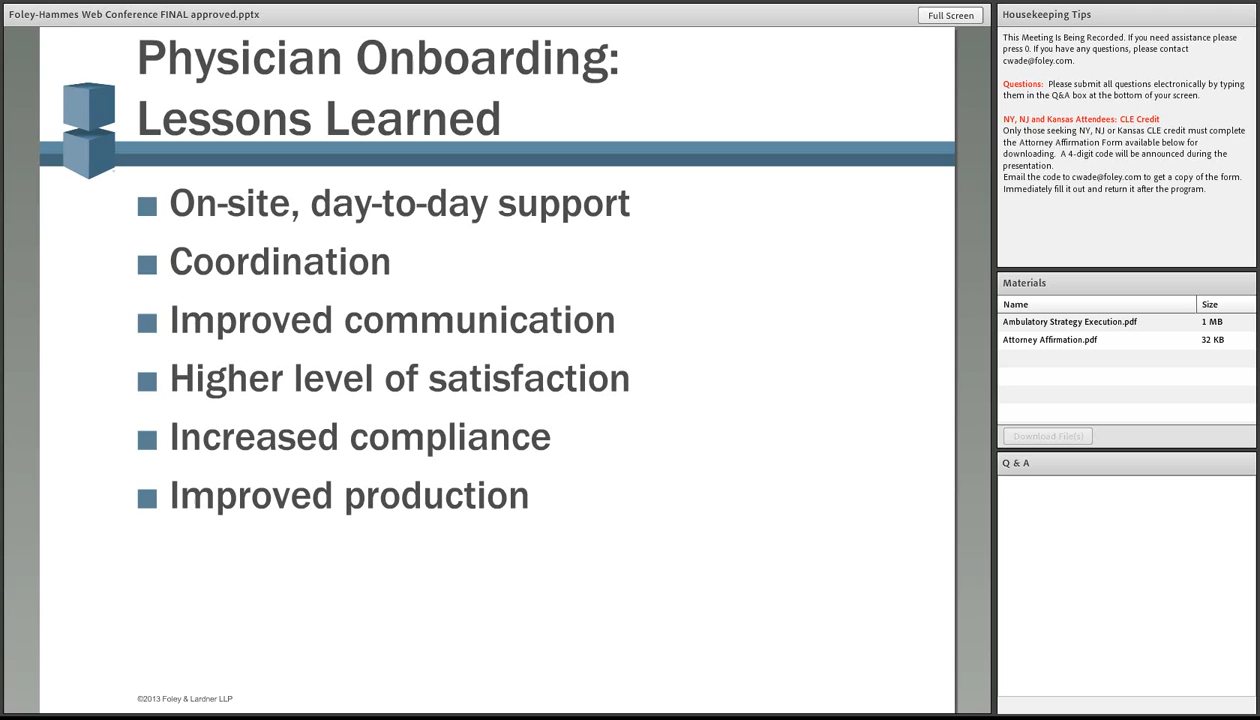 Foley-Hammes Web Conference FINAL approved.pptx
Full Screen
Physician Onboarding:
Lessons Learned
On-site, day-to-day support
Coordination
Improved communication
Higher level of satisfaction
Increased compliance
Improved production
©2013 Foley & Lardner LLP
Housekeeping Tips
This Meeting Is Being Recorded. If you need assistance please
press 0. If you have any questions, please contact
cwade@foley.com.
Questions: Please submit all questions electronically by typing
them in the Q&A box at the bottom of your screen.
NY, NJ and Kansas Attendees: CLE Credit
Only those seeking NY, NJ or Kansas CLE credit must complete
the Attorney Affirmation Form available below for
downloading. A 4-digit code will be announced during the
presentation.
Email the code to cwade@foley.com to get a copy of the form.
Immediately fill it out and return it after the program.
Materials
Name Size
Ambulatory Strategy Execution.pdf 1 MB
Attorney Affirmation.pdf 33 KB
Download File(s)
Q & A